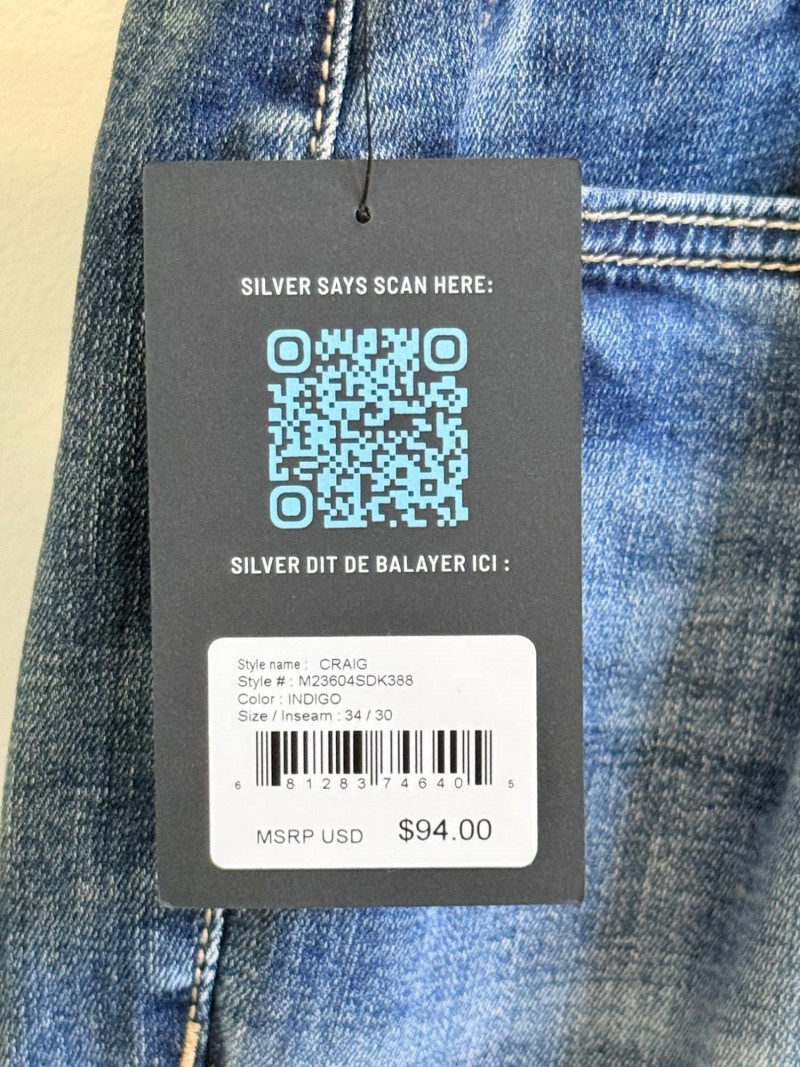 SILVER SAYS SCAN HERE:
SILVER DIT DE BALAYER ICI :
Style name : CRAIG
Style # : M23604SDK388
Color : INDIGO
Size / Inseam : 34 / 30
6 81283 74640 5
MSRP USD $94.00